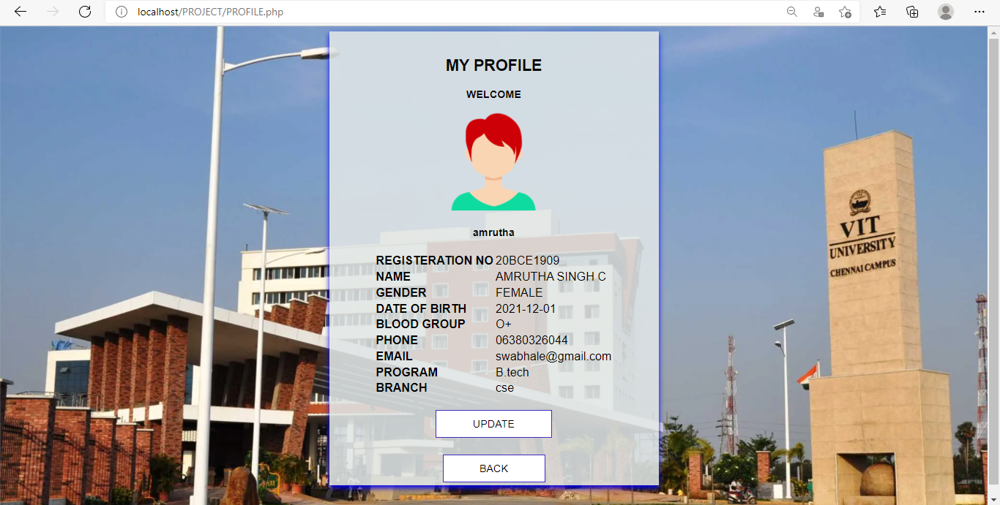 localhost/PROJECT/PROFILE.php
MY PROFILE
WELCOME
amrutha
REGISTERATION NO 20BCE1909
NAME AMRUTHA SINGH C
GENDER FEMALE
DATE OF BIRTH 2021-12-01
BLOOD GROUP O+
PHONE 06380326044
EMAIL swabhale@gmail.com
PROGRAM B.tech
BRANCH cse
UPDATE
BACK
VIT
UNIVERSITY
CHENNAI CAMPUS